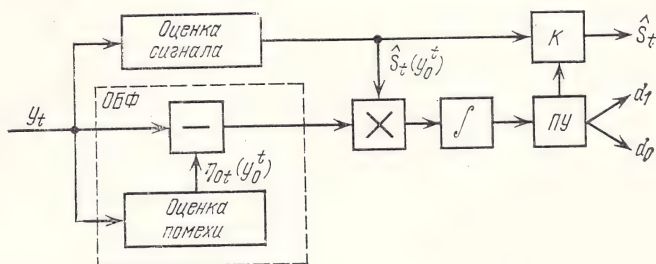 Оценка
сигнала
К
Ŝt
Ŝt(y₀ᵗ)
ОБФ
yt
—
×
∫
ПУ
d1
d0
η0t(y₀ᵗ)
Оценка
помехи